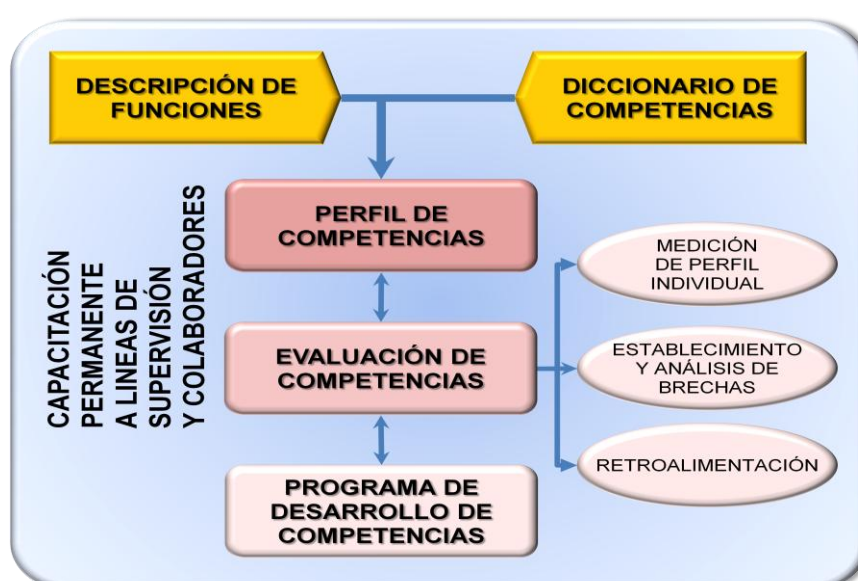 DESCRIPCIÓN DE
FUNCIONES
DICCIONARIO DE
COMPETENCIAS
CAPACITACIÓN
PERMANENTE
A LINEAS DE
SUPERVISIÓN
Y COLABORADORES
PERFIL DE
COMPETENCIAS
EVALUACIÓN DE
COMPETENCIAS
PROGRAMA DE
DESARROLLO DE
COMPETENCIAS
MEDICIÓN
DE PERFIL
INDIVIDUAL
ESTABLECIMIENTO
Y ANÁLISIS DE
BRECHAS
RETROALIMENTACIÓN